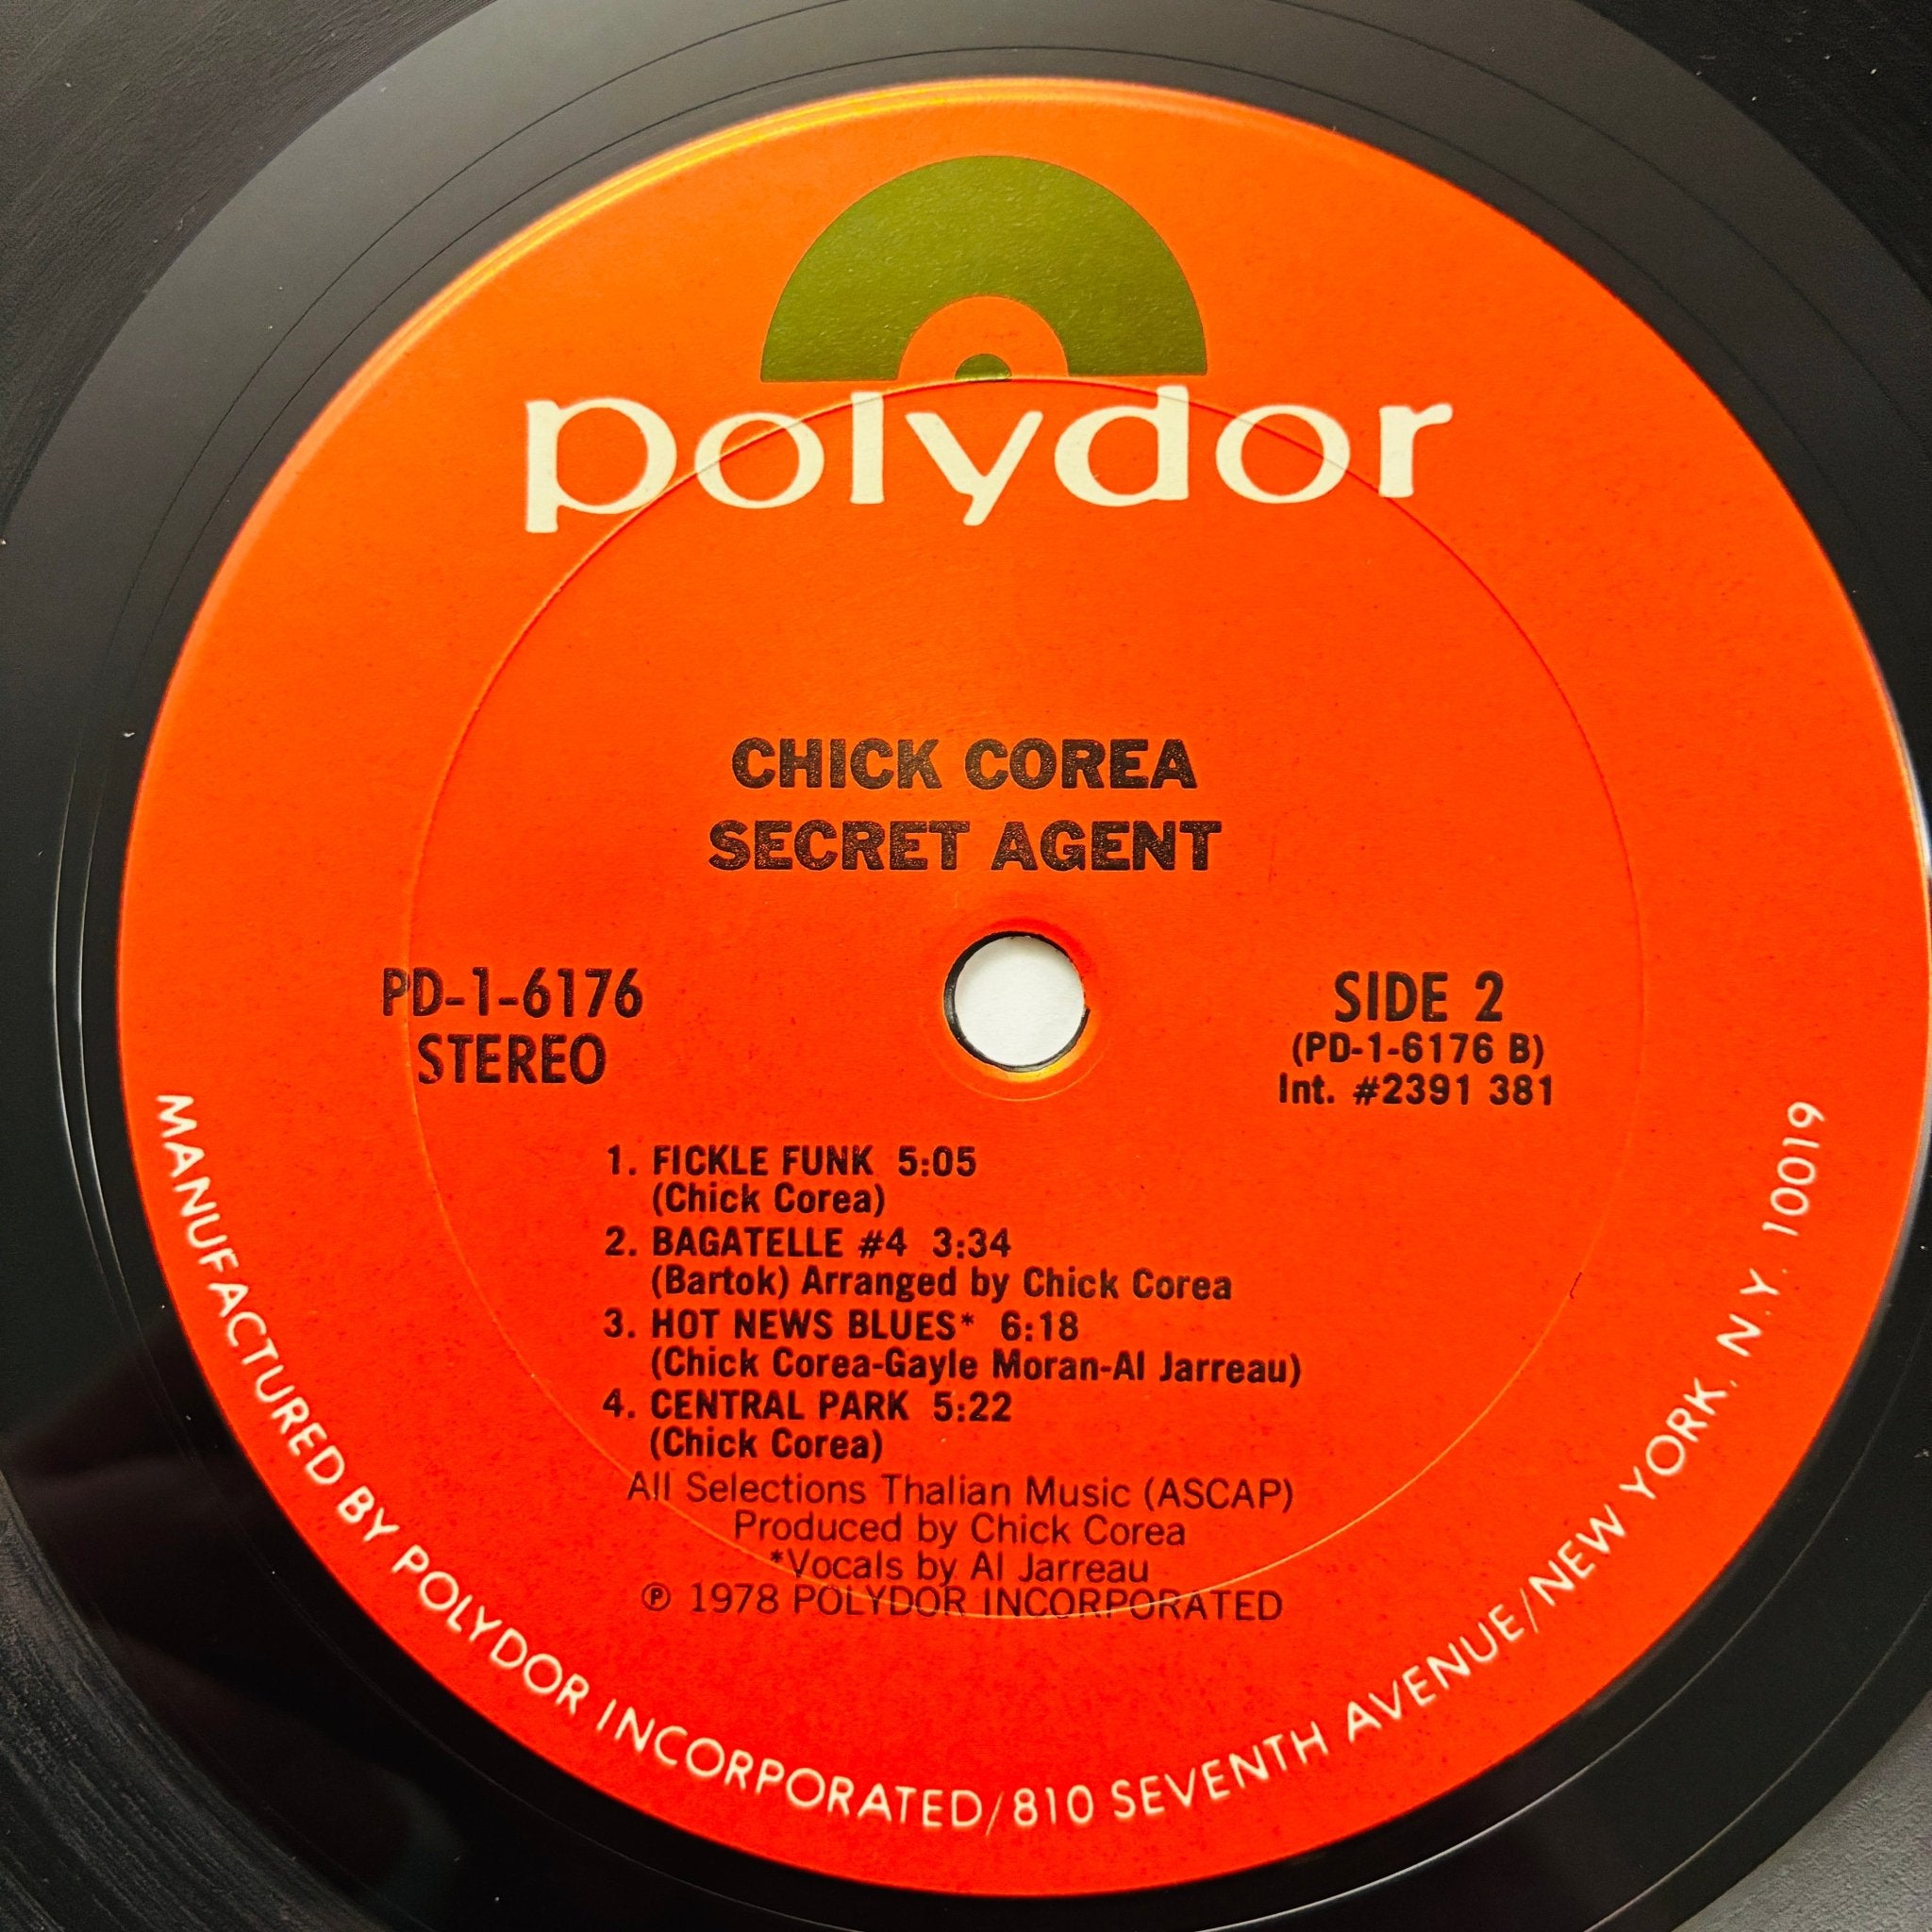 polydor
CHICK COREA
SECRET AGENT
PD-1-6176
STEREO
SIDE 2
(PD-1-6176 B)
Int. #2391 381
1. FICKLE FUNK 5:05
(Chick Corea)
2. BAGATELLE #4 3:34
(Bartok) Arranged by Chick Corea
3. HOT NEWS BLUES* 6:18
(Chick Corea-Gayle Moran-Al Jarreau)
4. CENTRAL PARK 5:22
(Chick Corea)
All Selections Thalian Music (ASCAP)
Produced by Chick Corea
*Vocals by Al Jarreau
℗ 1978 POLYDOR INCORPORATED
MANUFACTURED BY POLYDOR INCORPORATED/810 SEVENTH AVENUE/NEW YORK, N.Y. 10019